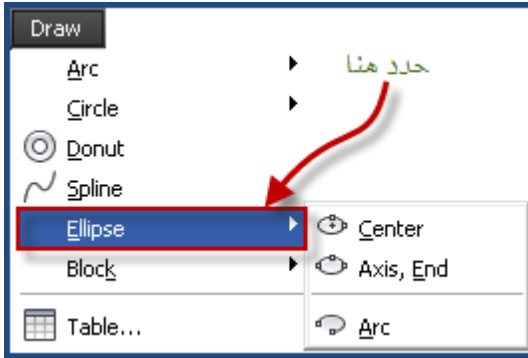 Draw
Arc
حدد هنا
Circle
Donut
Spline
Ellipse
Center
Block
Axis, End
Table...
Arc